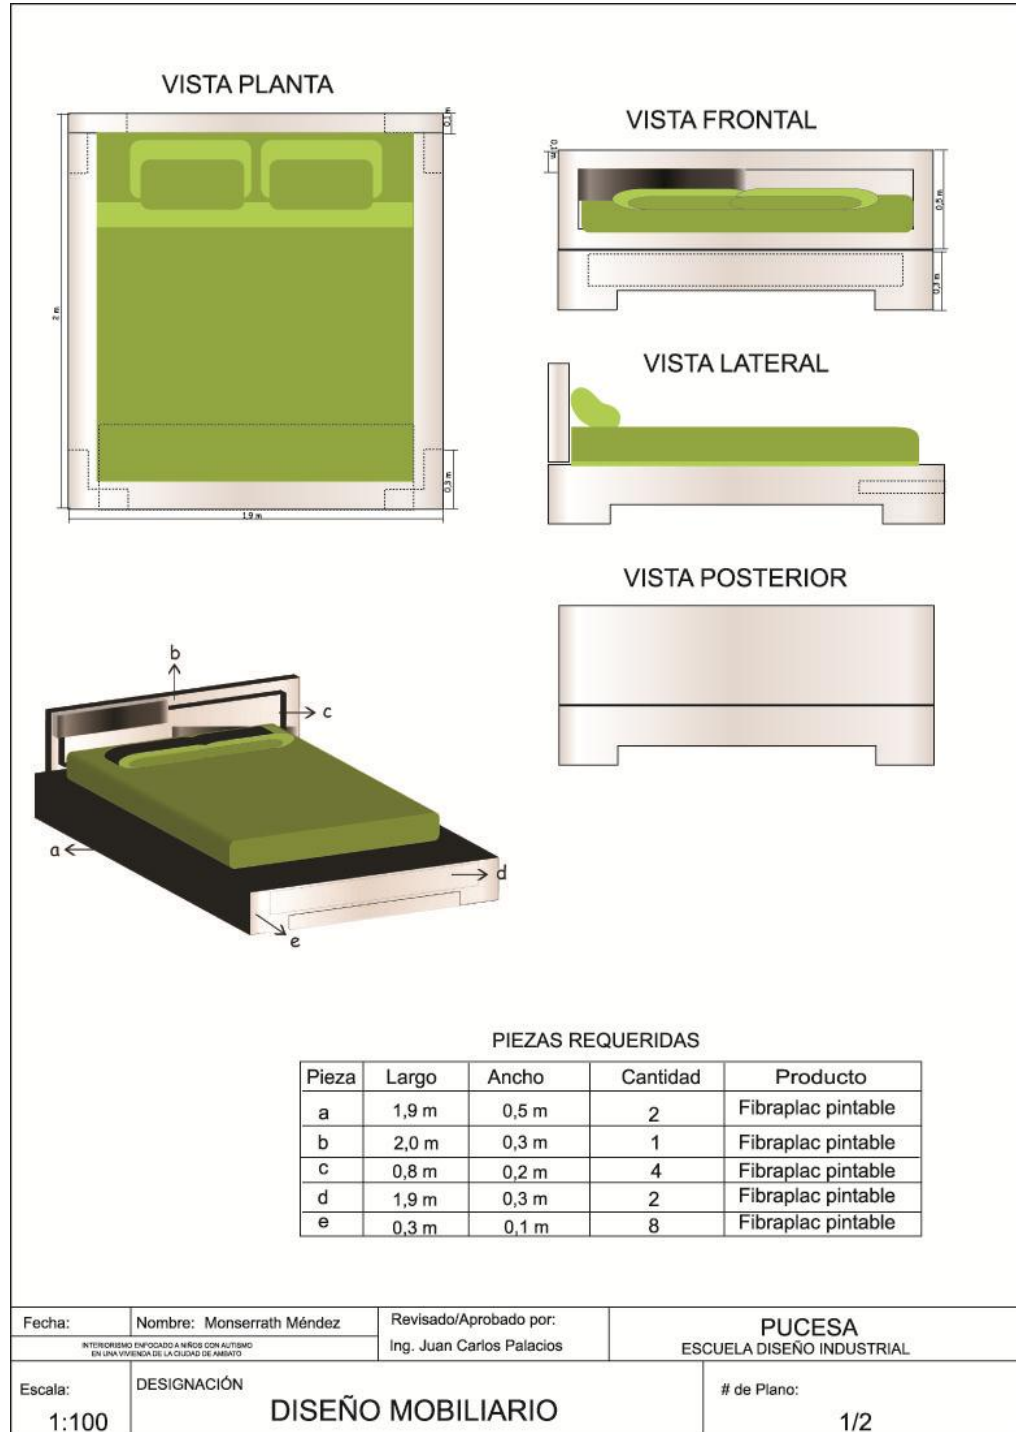 VISTA PLANTA
0,1 m
2 m
0,3 m
1,9 m
VISTA FRONTAL
0,1 m
0,5 m
0,3 m
VISTA LATERAL
VISTA POSTERIOR
b
c
a
d
e
PIEZAS REQUERIDAS
Pieza Largo Ancho Cantidad Producto
a 1,9 m 0,5 m 2 Fibraplac pintable
b 2,0 m 0,3 m 1 Fibraplac pintable
c 0,8 m 0,2 m 4 Fibraplac pintable
d 1,9 m 0,3 m 2 Fibraplac pintable
e 0,3 m 0,1 m 8 Fibraplac pintable
Fecha:
Nombre: Monserrath Méndez
INTERIORISMO ENFOCADO A NIÑOS CON AUTISMO
EN UNA VIVIENDA DE LA CIUDAD DE AMBATO
Revisado/Aprobado por:
Ing. Juan Carlos Palacios
PUCESA
ESCUELA DISEÑO INDUSTRIAL
Escala:
1:100
DESIGNACIÓN
DISEÑO MOBILIARIO
# de Plano:
1/2